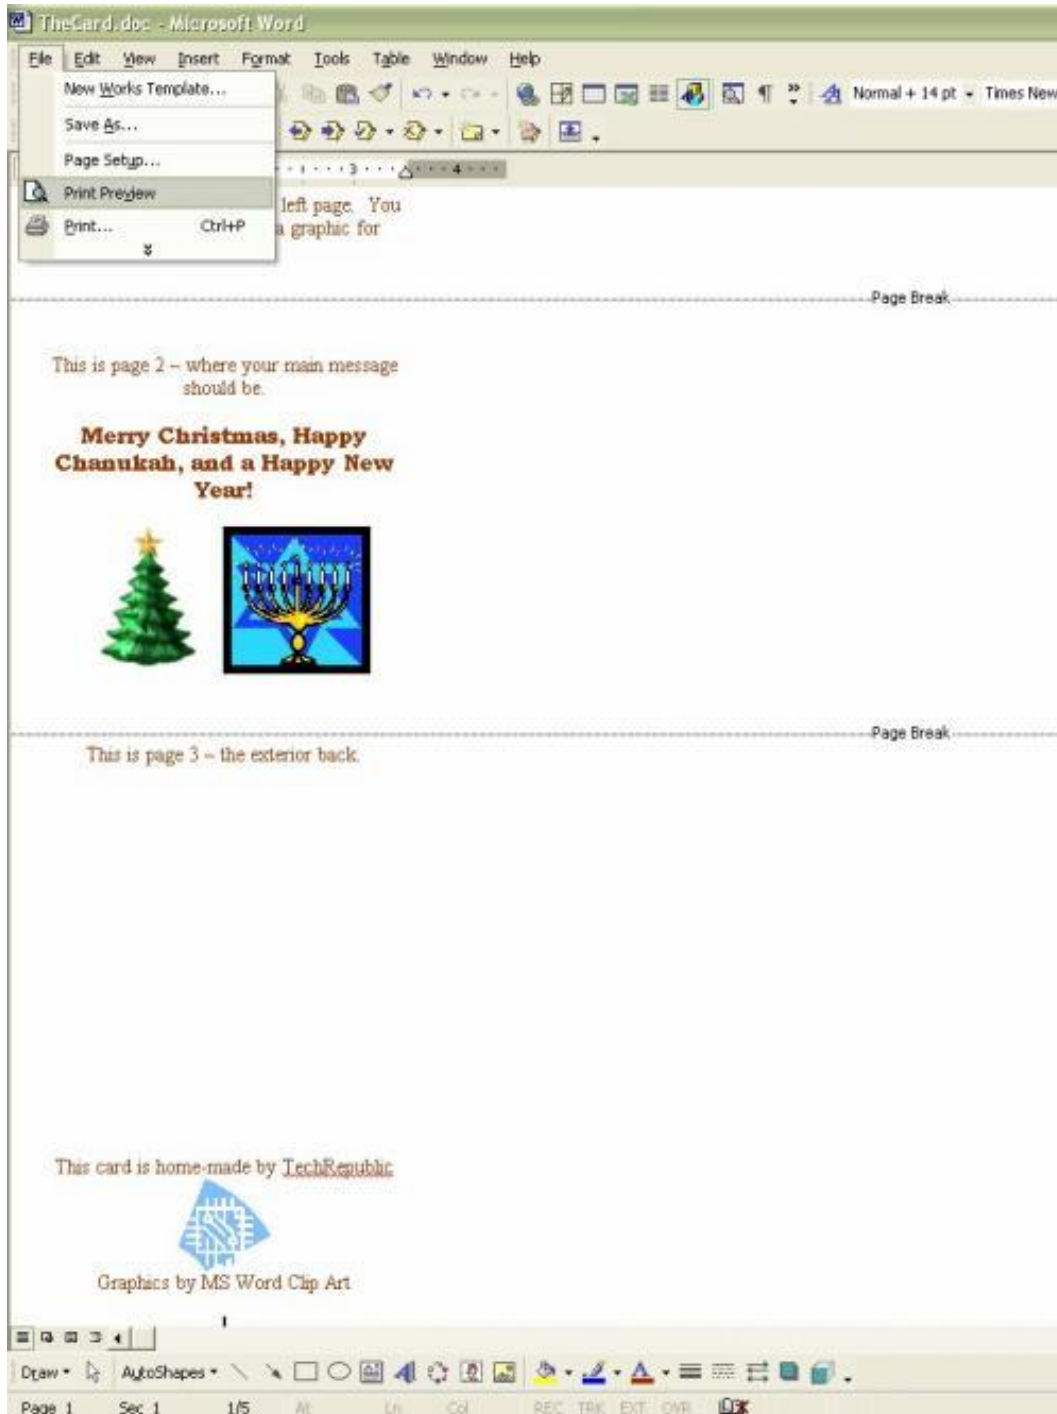 TheCard.doc - Microsoft Word
File Edit View Insert Format Tools Table Window Help
New Works Template...
Normal + 14 pt Times New
Save As...
Page Setup...
3 4
Print Preview
left page. You
Print... Ctrl+P
a graphic for
Page Break
This is page 2 – where your main message
should be.
Merry Christmas, Happy
Chanukah, and a Happy New
Year!
Page Break
This is page 3 – the exterior back.
This card is home-made by TechRepublic
Graphics by MS Word Clip Art
Draw AutoShapes
Page 1 Sec 1 1/5 At Ln Col REC TRK EXT OVR